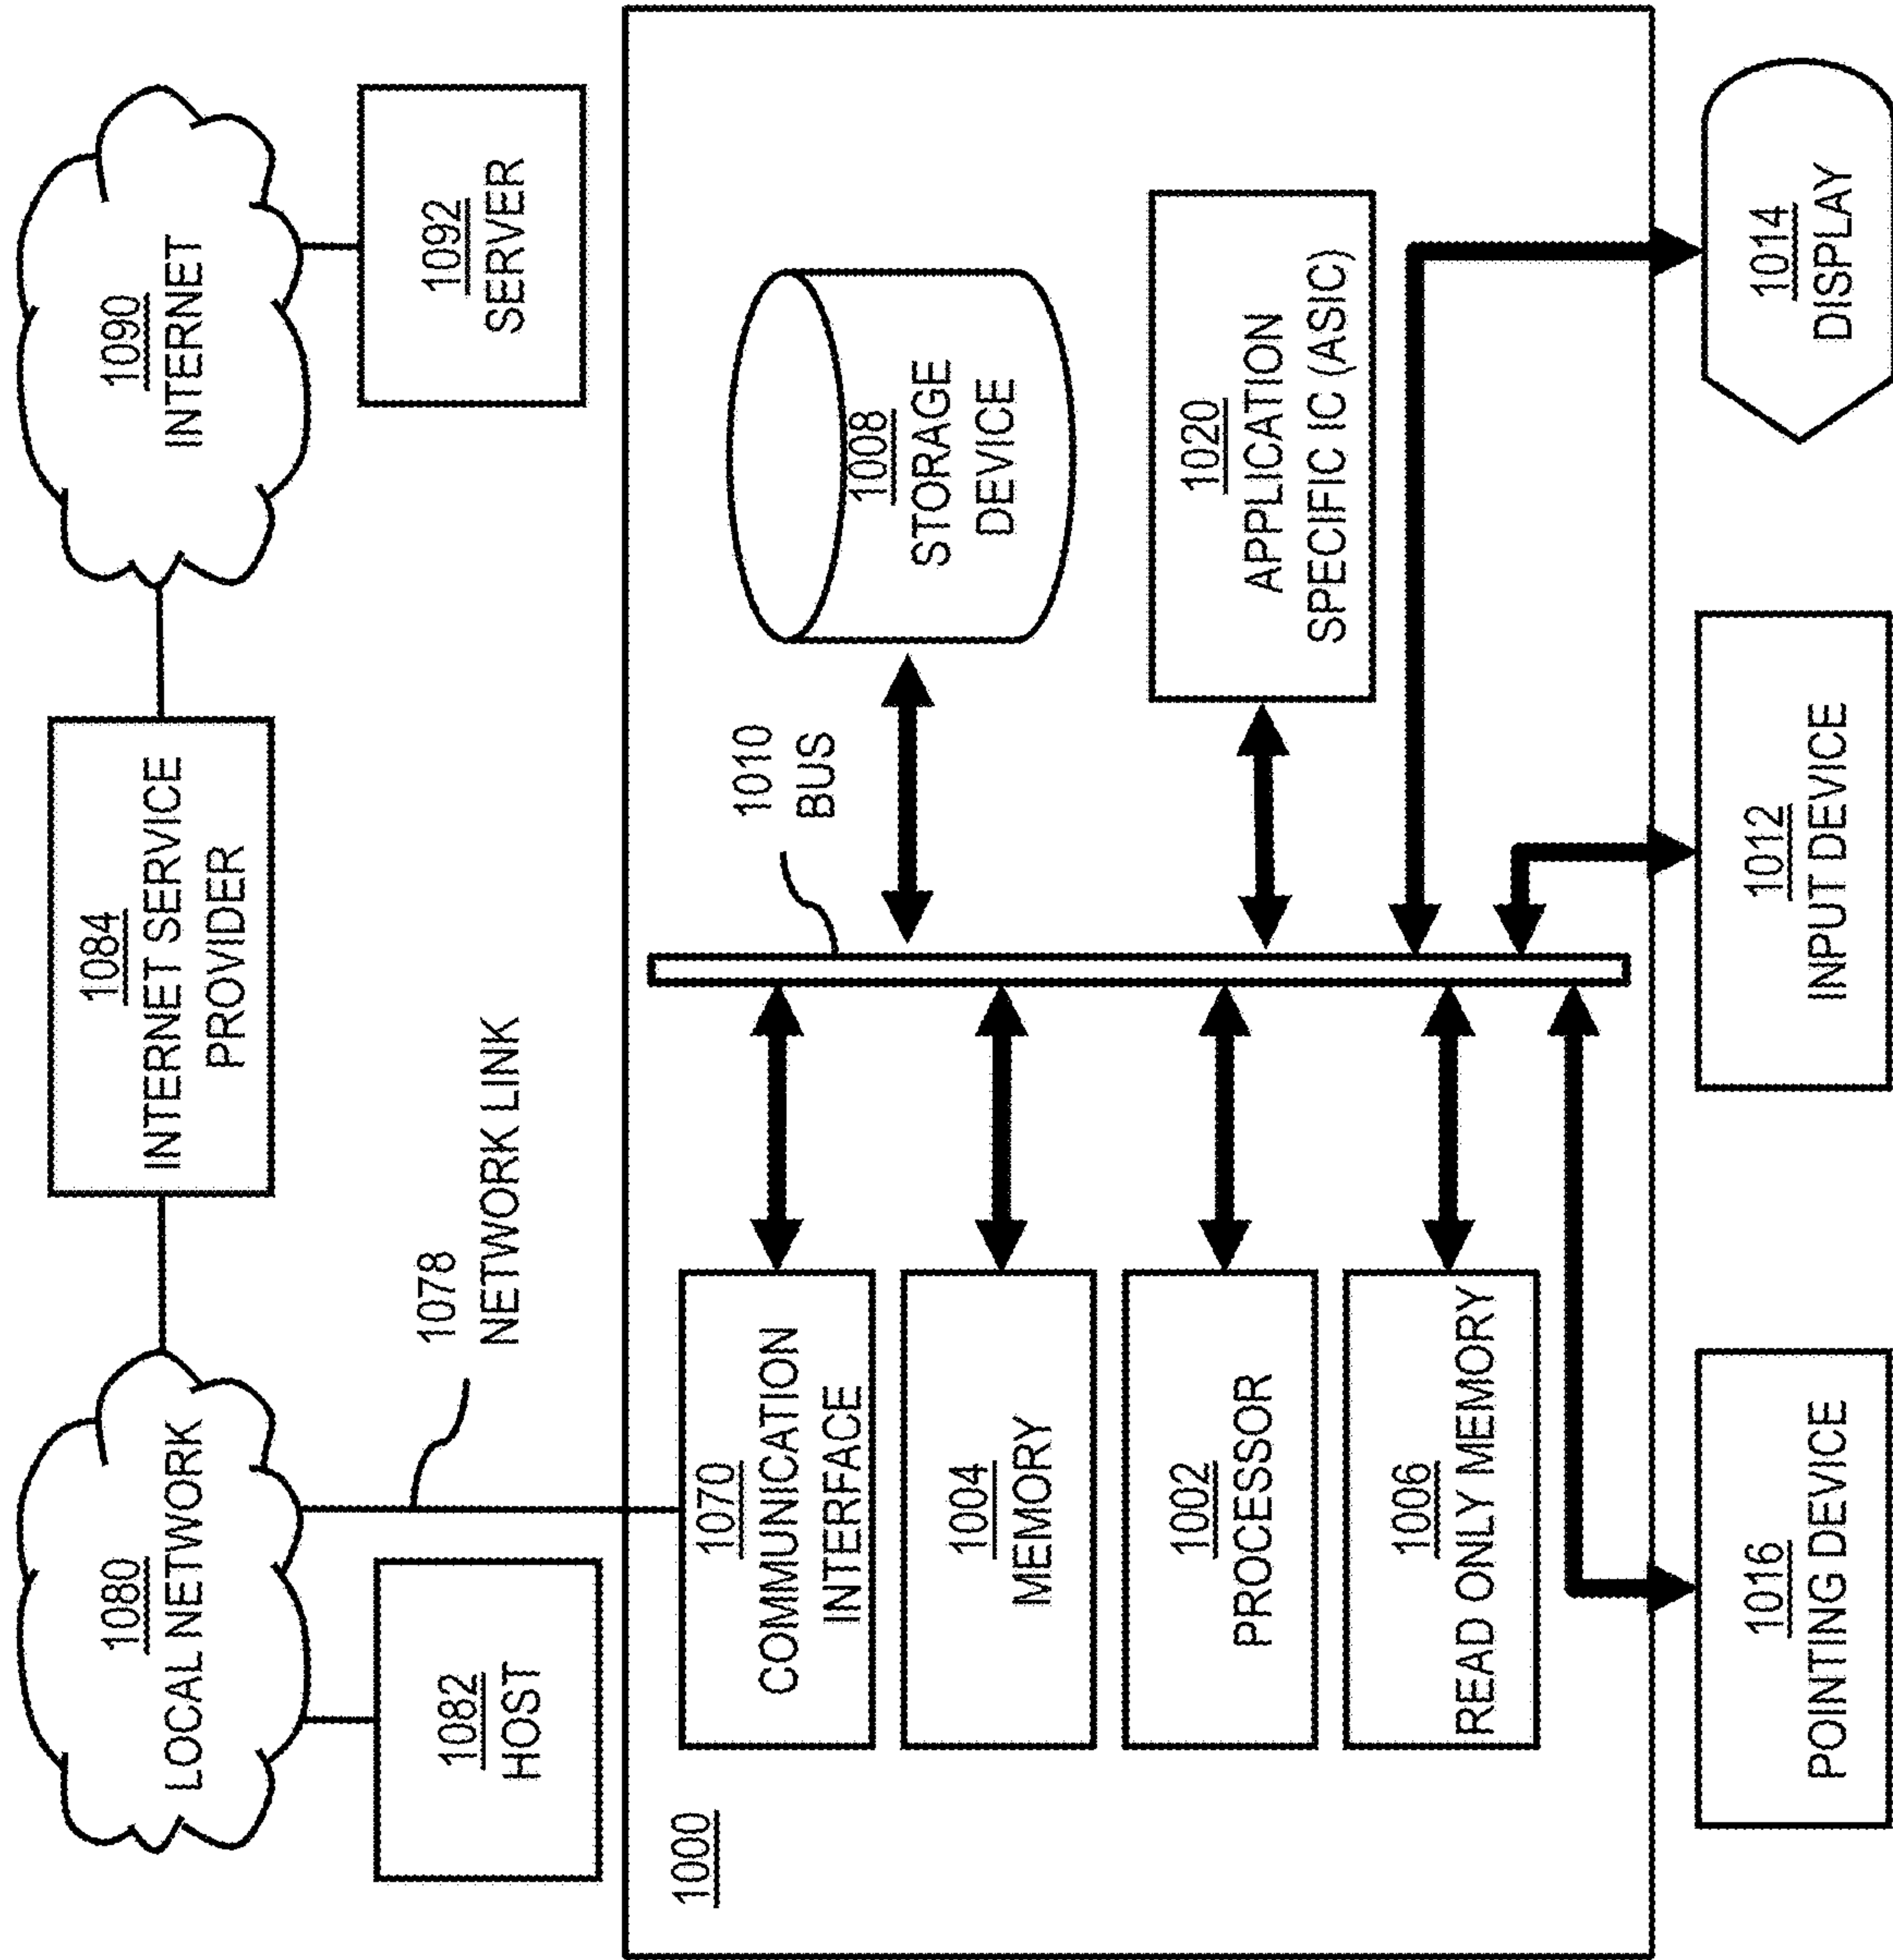 1080
LOCAL NETWORK
1084
INTERNET SERVICE
PROVIDER
1090
INTERNET
1082
HOST
1078
NETWORK LINK
1092
SERVER
1000
1070
COMMUNICATION
INTERFACE
1010
BUS
1008
STORAGE
DEVICE
1004
MEMORY
1002
PROCESSOR
1020
APPLICATION
SPECIFIC IC (ASIC)
1006
READ ONLY MEMORY
1016
POINTING DEVICE
1012
INPUT DEVICE
1014
DISPLAY